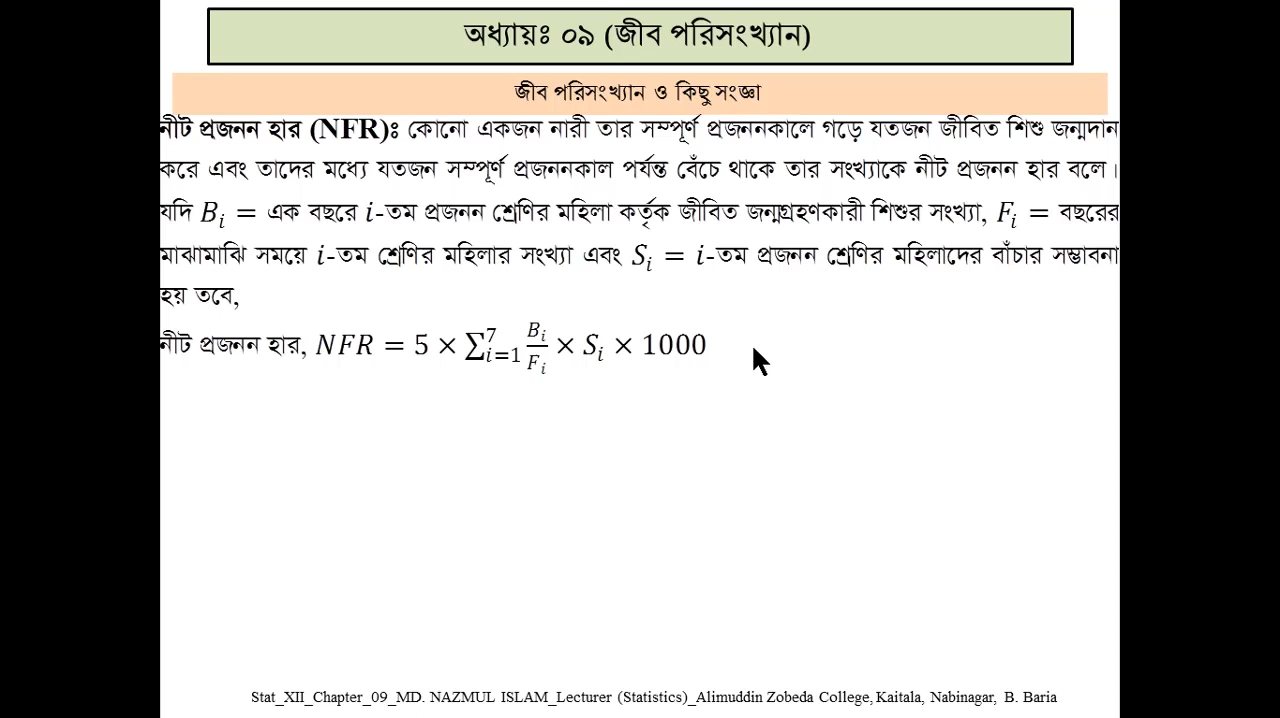 অধ্যায়ঃ ০৯ (জীব পরিসংখ্যান)
জীব পরিসংখ্যান ও কিছু সংজ্ঞা
নীট প্রজনন হার (NFR)ঃ কোনো একজন নারী তার সম্পূর্ণ প্রজননকালে গড়ে যতজন জীবিত শিশু জন্মদান
করে এবং তাদের মধ্যে যতজন সম্পূর্ণ প্রজননকাল পর্যন্ত বেঁচে থাকে তার সংখ্যাকে নীট প্রজনন হার বলে।
যদি B_i = এক বছরে i-তম প্রজনন শ্রেণির মহিলা কর্তৃক জীবিত জন্মগ্রহণকারী শিশুর সংখ্যা, F_i = বছরের
মাঝামাঝি সময়ে i-তম শ্রেণির মহিলার সংখ্যা এবং S_i = i-তম প্রজনন শ্রেণির মহিলাদের বাঁচার সম্ভাবনা
হয় তবে,
নীট প্রজনন হার, NFR = 5 × ∑_{i=1}^{7} B_i/F_i × S_i × 1000
Stat_XII_Chapter_09_MD. NAZMUL ISLAM_Lecturer (Statistics)_Alimuddin Zobeda College, Kaitala, Nabinagar, B. Baria